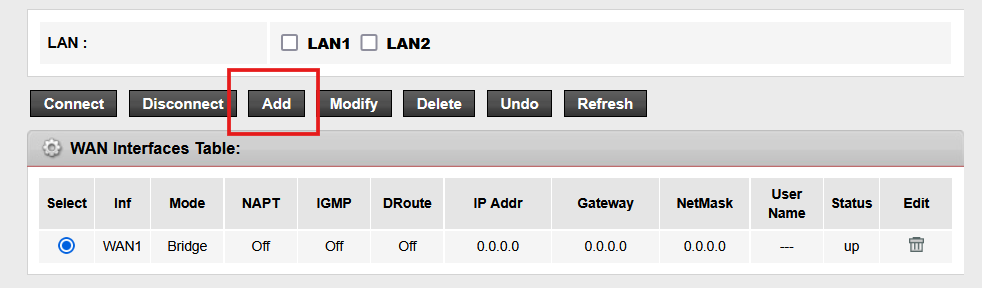 LAN : LAN1 LAN2
Connect Disconnect Add Modify Delete Undo Refresh
WAN Interfaces Table:
Select Inf Mode NAPT IGMP DRoute IP Addr Gateway NetMask User Name Status Edit
WAN1 Bridge Off Off Off 0.0.0.0 0.0.0.0 0.0.0.0 --- up